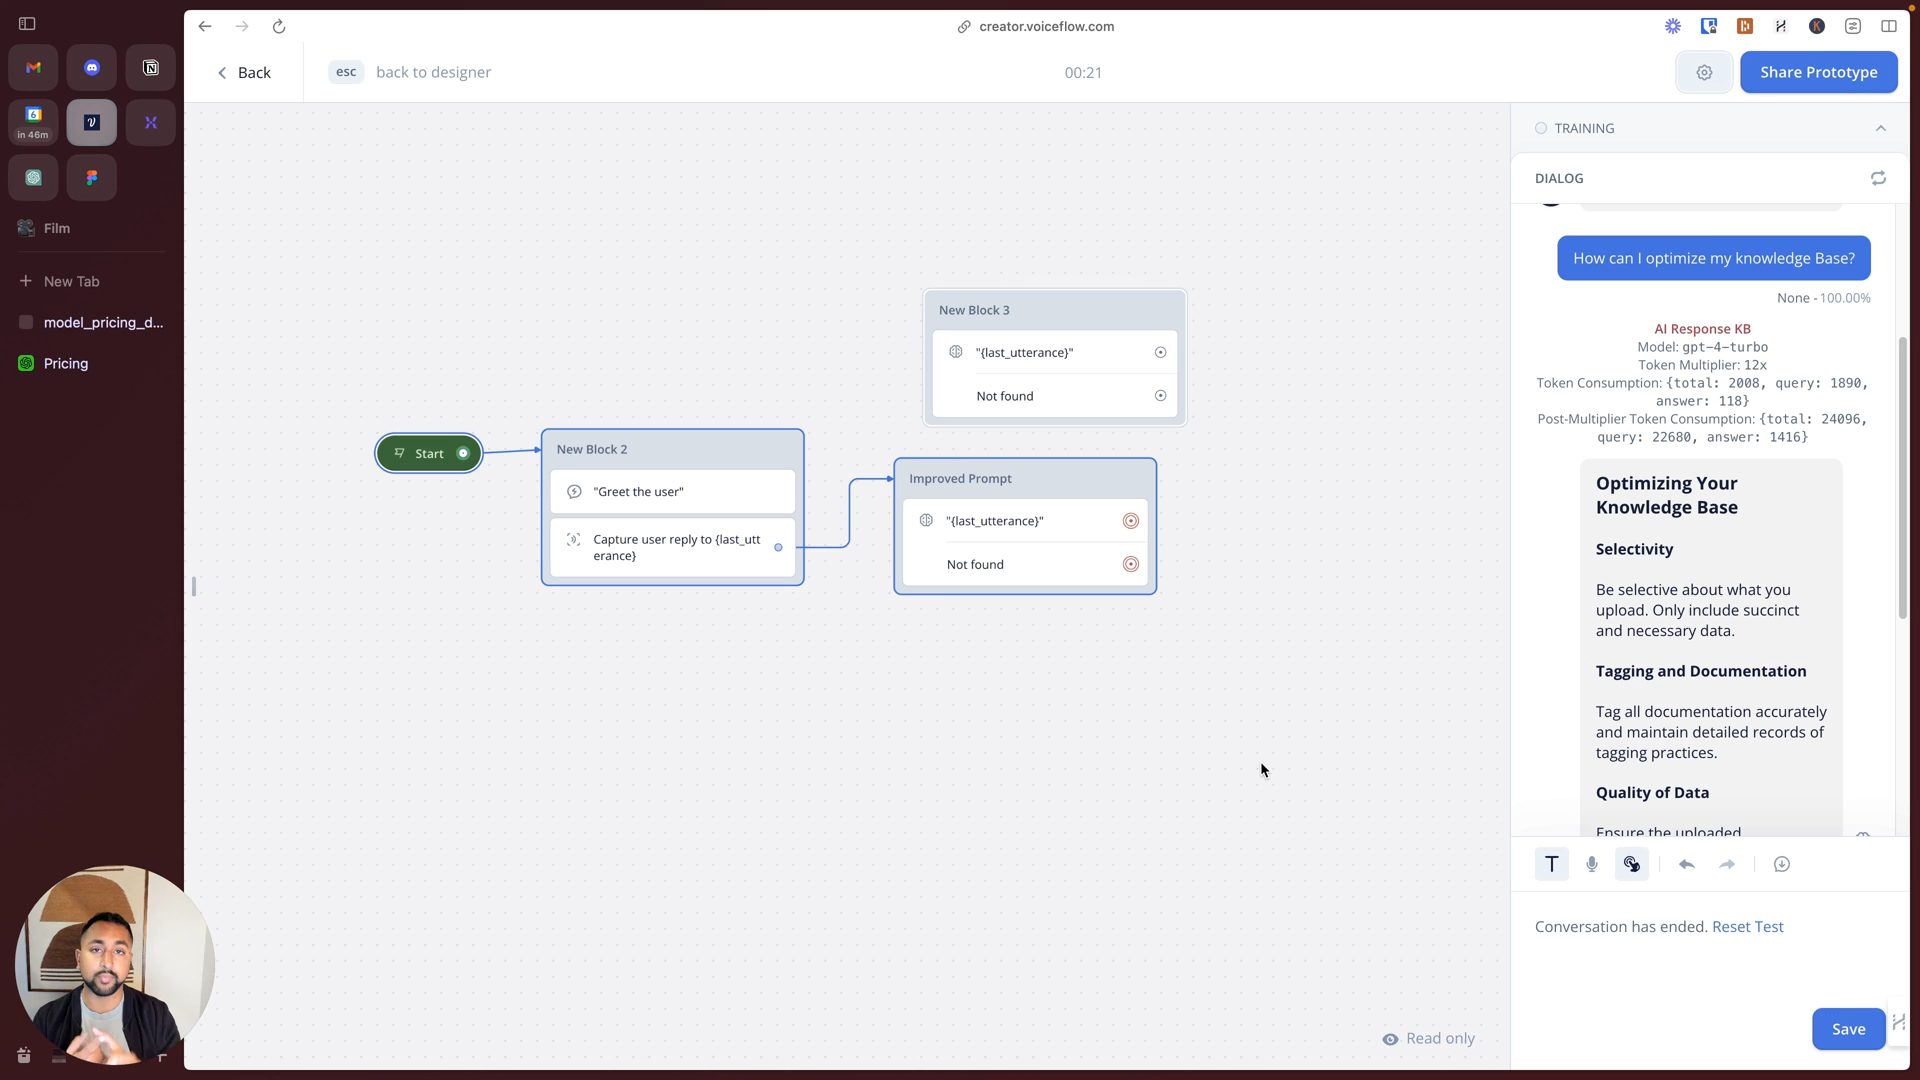 creator.voiceflow.com
Back
esc
back to designer
00:21
Share Prototype
6
in 46m
Film
New Tab
model_pricing_d...
Pricing
Start
New Block 2
"Greet the user"
Capture user reply to {last_utt
erance}
New Block 3
"{last_utterance}"
Not found
Improved Prompt
"{last_utterance}"
Not found
Read only
TRAINING
DIALOG
How can I optimize my knowledge Base?
None - 100.00%
AI Response KB
Model: gpt-4-turbo
Token Multiplier: 12x
Token Consumption: {total: 2008, query: 1890,
answer: 118}
Post-Multiplier Token Consumption: {total: 24096,
query: 22680, answer: 1416}
Optimizing Your
Knowledge Base
Selectivity
Be selective about what you
upload. Only include succinct
and necessary data.
Tagging and Documentation
Tag all documentation accurately
and maintain detailed records of
tagging practices.
Quality of Data
Ensure the uploaded
T
Conversation has ended. Reset Test
Save